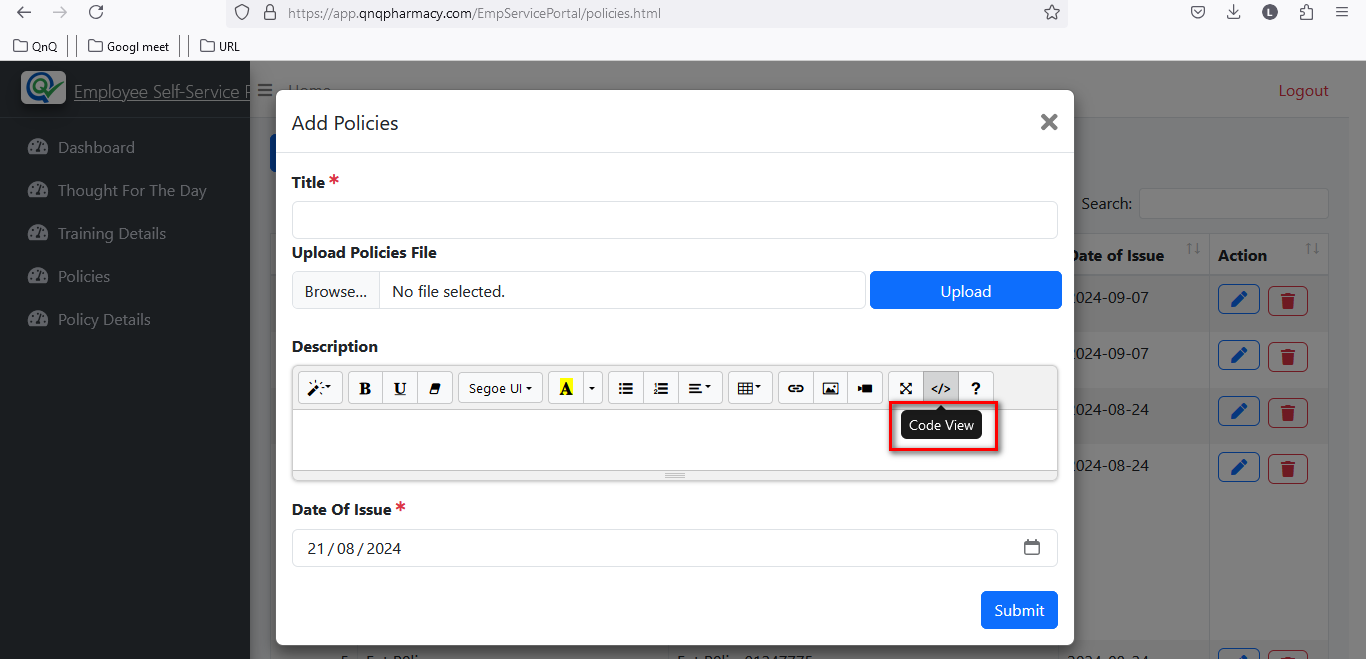 https://app.qnqpharmacy.com/EmpServicePortal/policies.html
L
QnQ
Googl meet
URL
Employee Self-Service
Home
Logout
Add Policies
Dashboard
Title *
Thought For The Day
Search:
Training Details
Upload Policies File
Date of Issue
Action
Policies
Browse...
No file selected.
Upload
2024-09-07
Policy Details
Description
2024-09-07
B
U
Segoe UI
A
</>
?
2024-08-24
Code View
2024-08-24
Date Of Issue *
21 / 08 / 2024
Submit